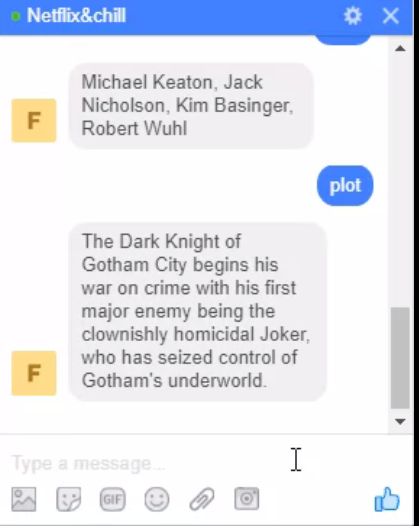 Netflix&chill
Michael Keaton, Jack
Nicholson, Kim Basinger,
Robert Wuhl
F
plot
The Dark Knight of
Gotham City begins his
war on crime with his first
major enemy being the
clownishly homicidal Joker,
who has seized control of
Gotham's underworld.
F
Type a message...
GIF